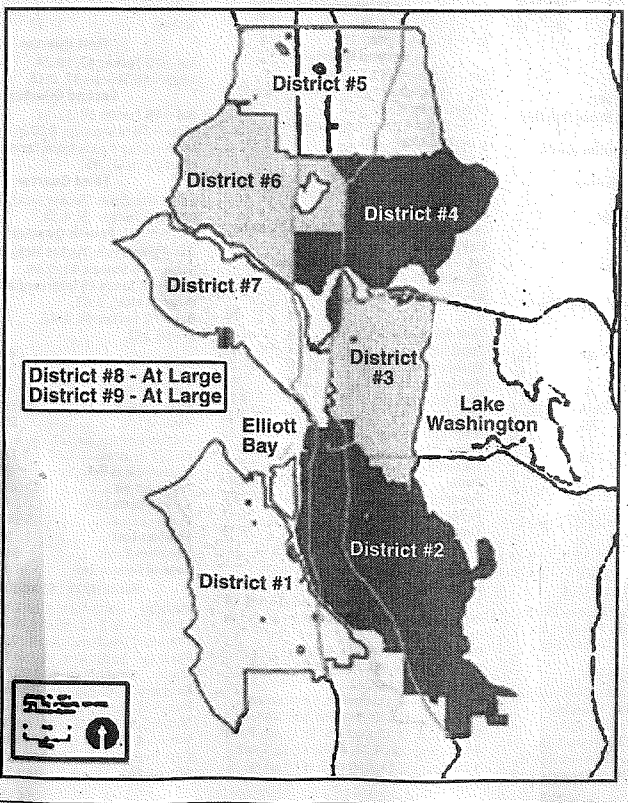 District #5
District #6
District #4
District #7
District
#3
District #8 - At Large
District #9 - At Large
Lake
Washington
Elliott
Bay
District #2
District #1